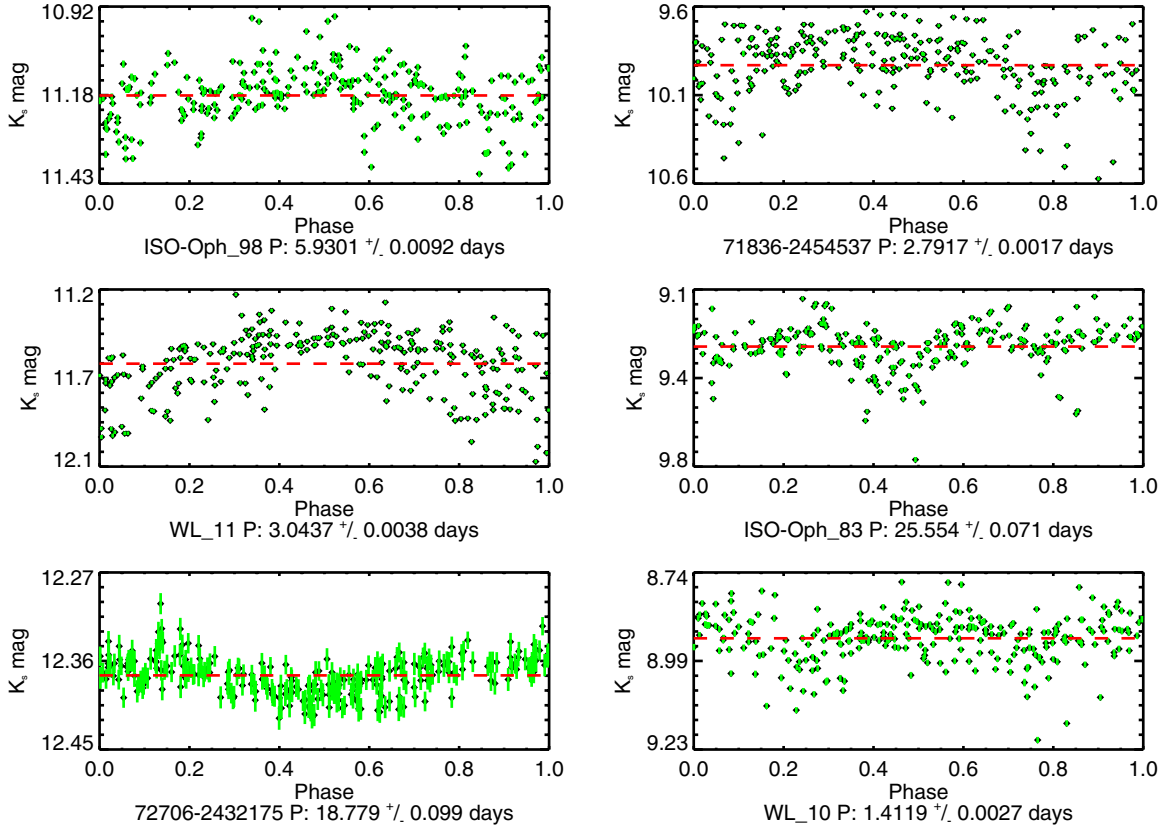 10.92
K_s mag
11.18
11.43
0.0 0.2 0.4 0.6 0.8 1.0
Phase
ISO-Oph_98 P: 5.9301 +/- 0.0092 days
9.6
K_s mag
10.1
10.6
0.0 0.2 0.4 0.6 0.8 1.0
Phase
71836-2454537 P: 2.7917 +/- 0.0017 days
11.2
K_s mag
11.7
12.1
0.0 0.2 0.4 0.6 0.8 1.0
Phase
WL_11 P: 3.0437 +/- 0.0038 days
9.1
K_s mag
9.4
9.8
0.0 0.2 0.4 0.6 0.8 1.0
Phase
ISO-Oph_83 P: 25.554 +/- 0.071 days
12.27
K_s mag
12.36
12.45
0.0 0.2 0.4 0.6 0.8 1.0
Phase
72706-2432175 P: 18.779 +/- 0.099 days
8.74
K_s mag
8.99
9.23
0.0 0.2 0.4 0.6 0.8 1.0
Phase
WL_10 P: 1.4119 +/- 0.0027 days